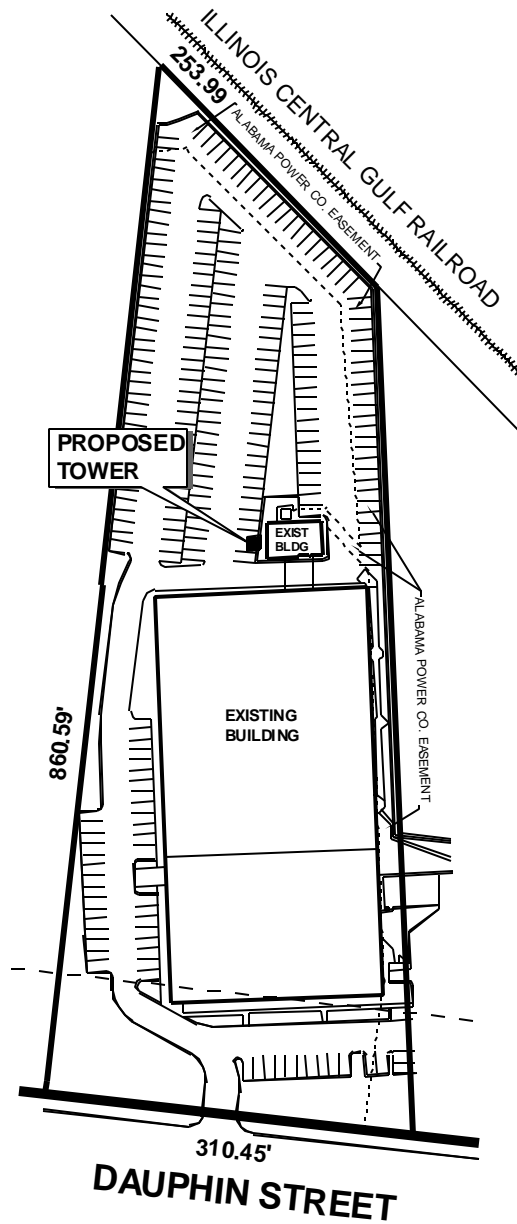 ILLINOIS CENTRAL GULF RAILROAD
253.99
ALABAMA POWER CO. EASEMENT
PROPOSED
TOWER
EXIST
BLDG
ALABAMA POWER CO. EASEMENT
EXISTING
BUILDING
860.59'
310.45'
DAUPHIN STREET